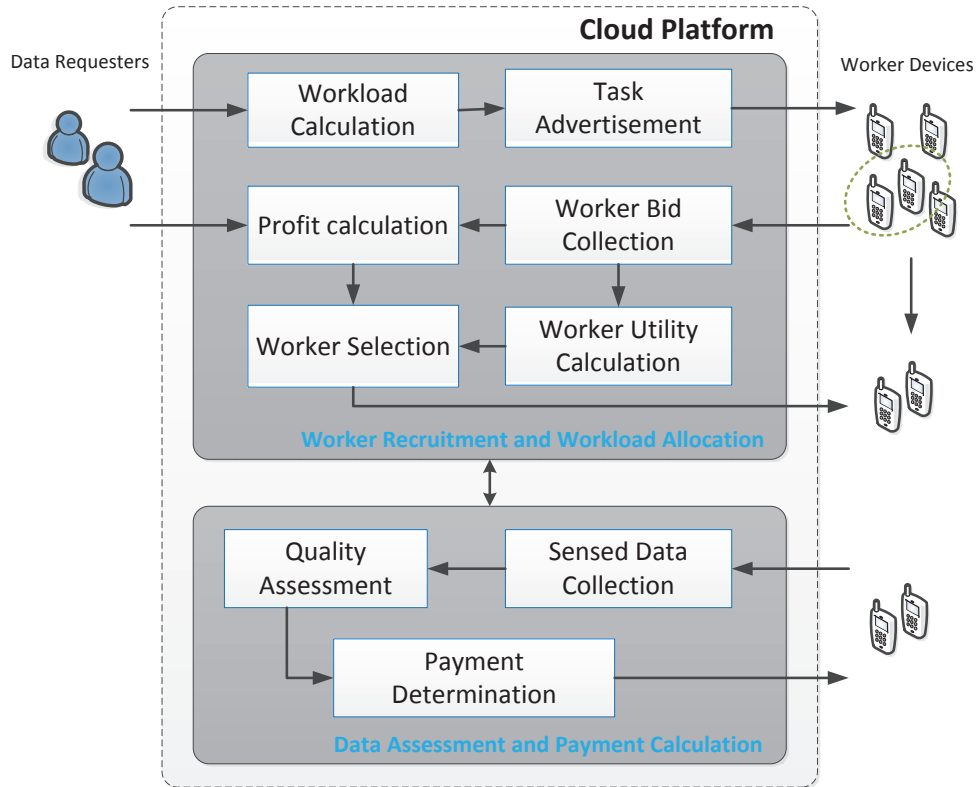 Cloud Platform
Data Requesters
Worker Devices
Workload
Calculation
Task
Advertisement
Profit calculation
Worker Bid
Collection
Worker Selection
Worker Utility
Calculation
Worker Recruitment and Workload Allocation
Quality
Assessment
Sensed Data
Collection
Payment
Determination
Data Assessment and Payment Calculation